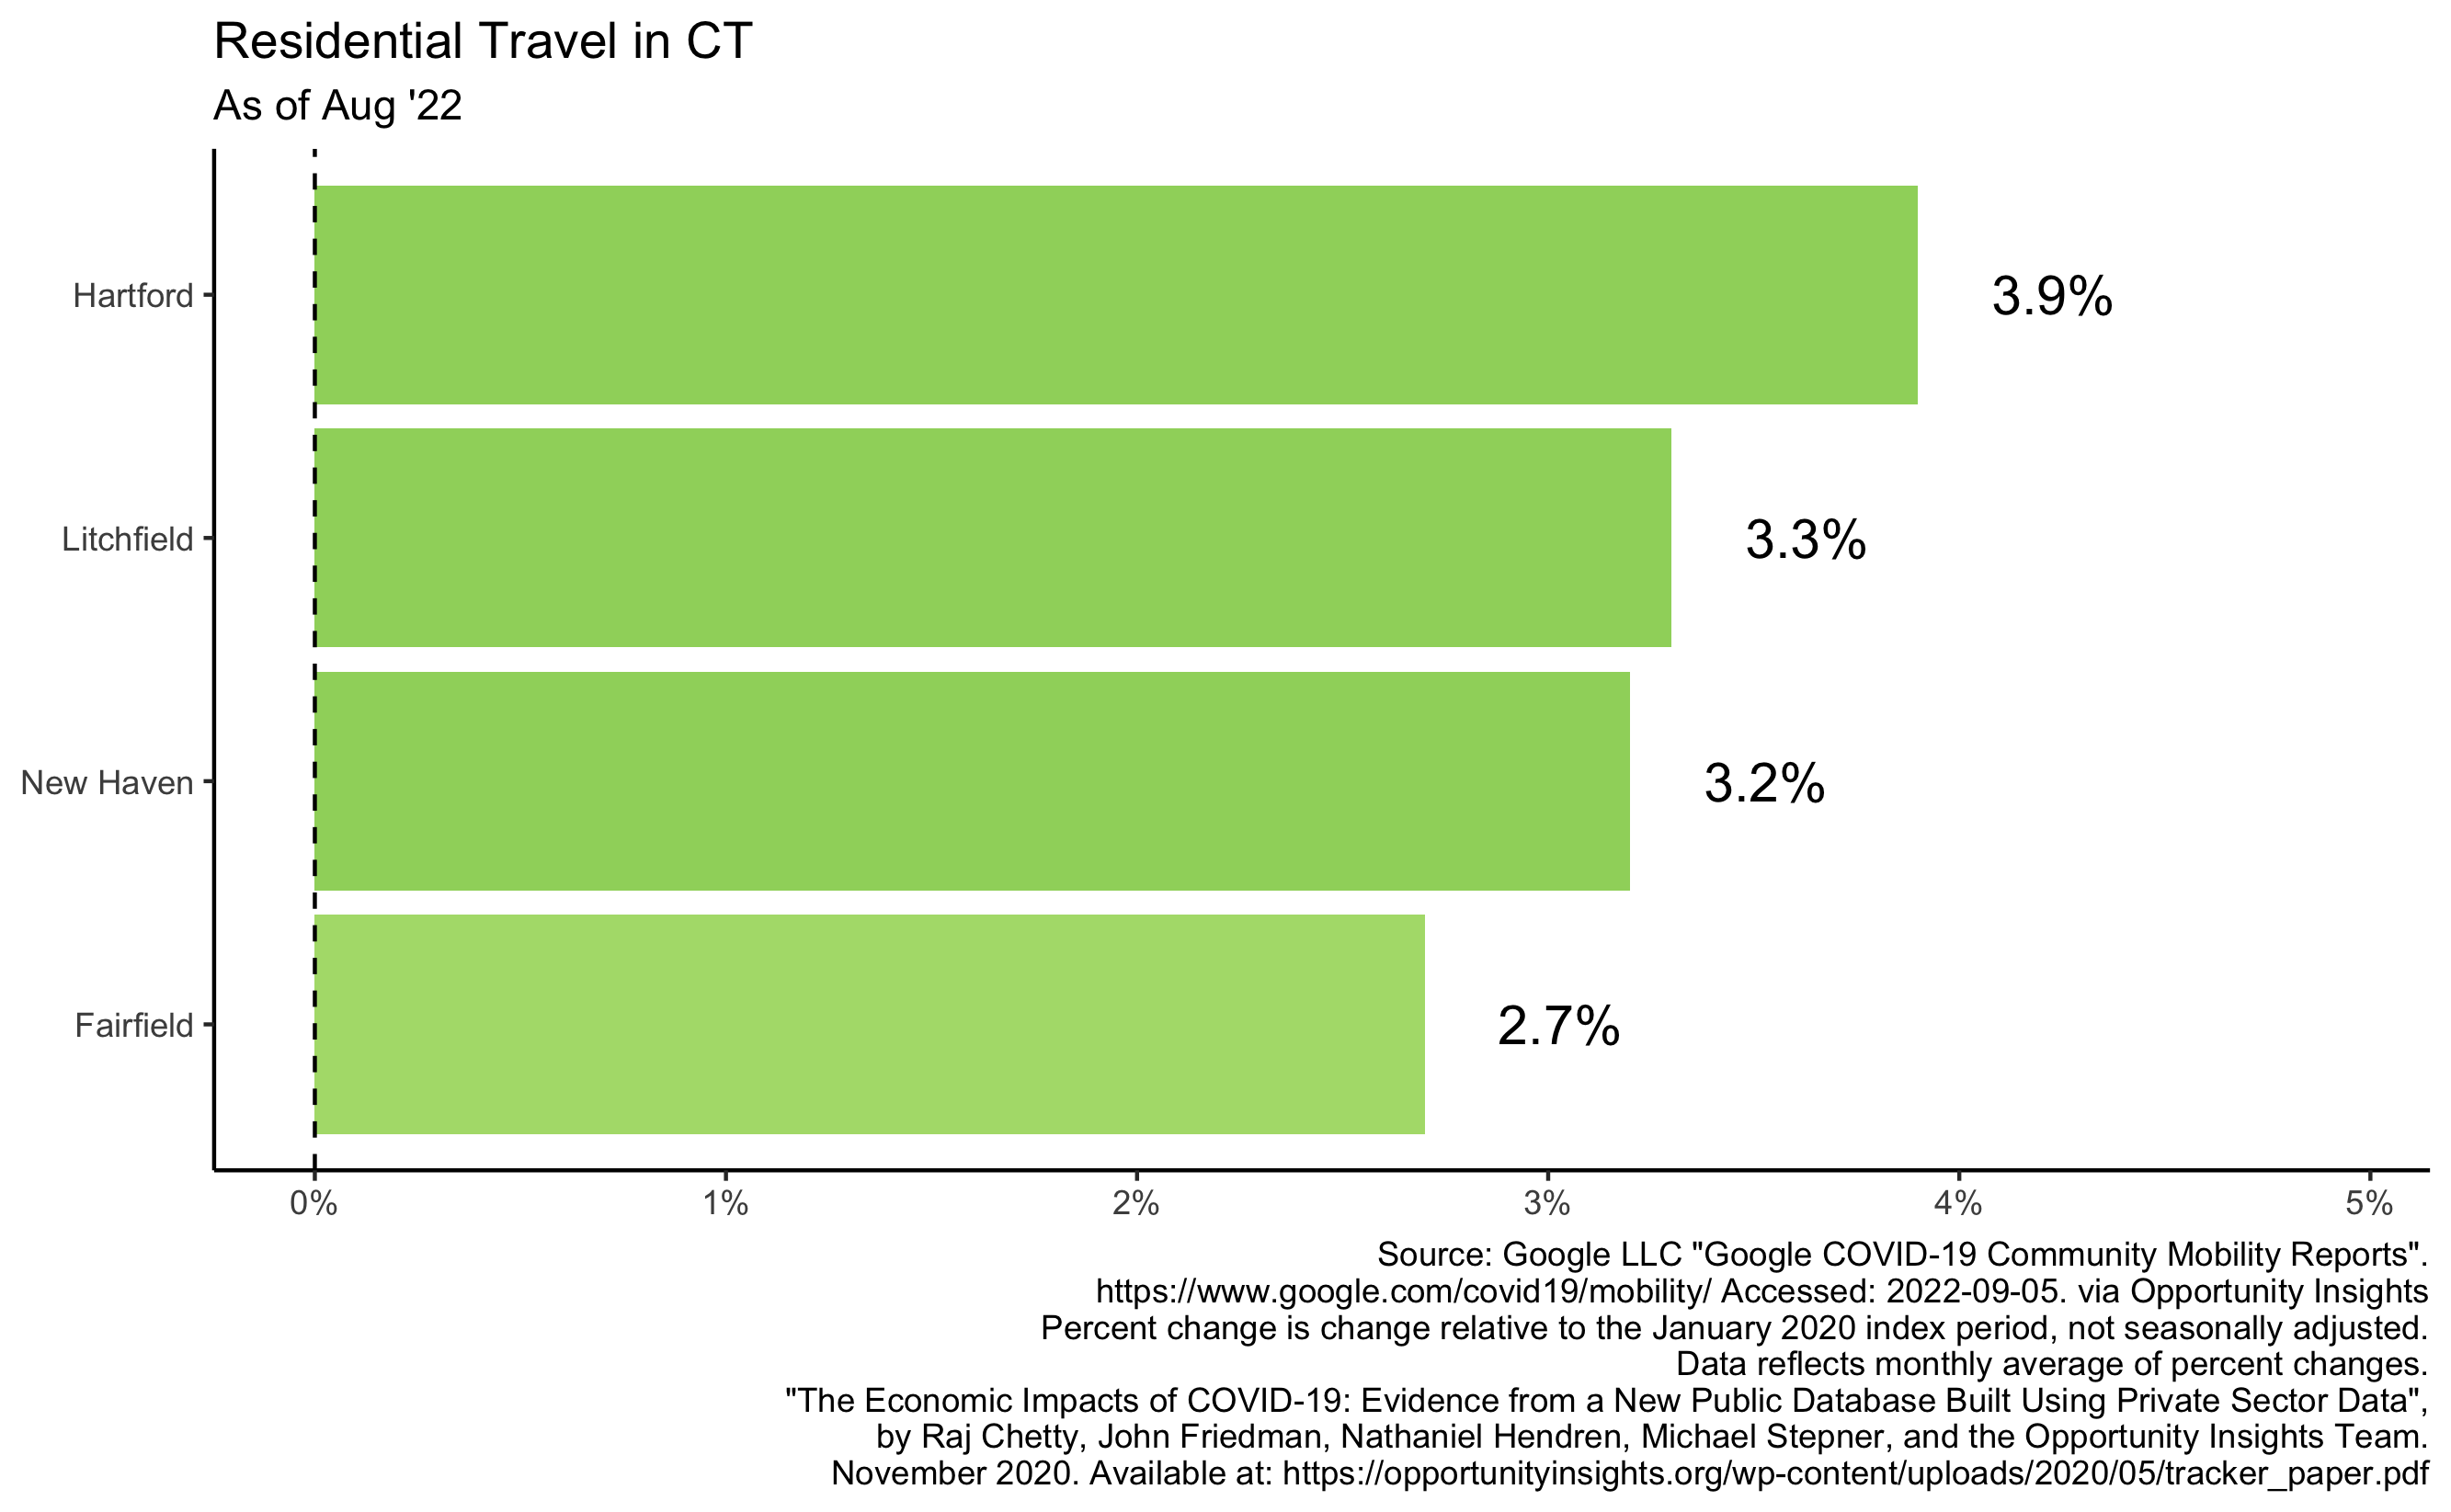 Residential Travel in CT
As of Aug '22
Hartford
3.9%
Litchfield
3.3%
New Haven
3.2%
Fairfield
2.7%
0% 1% 2% 3% 4% 5%
Source: Google LLC "Google COVID-19 Community Mobility Reports".
https://www.google.com/covid19/mobility/ Accessed: 2022-09-05. via Opportunity Insights
Percent change is change relative to the January 2020 index period, not seasonally adjusted.
Data reflects monthly average of percent changes.
"The Economic Impacts of COVID-19: Evidence from a New Public Database Built Using Private Sector Data",
by Raj Chetty, John Friedman, Nathaniel Hendren, Michael Stepner, and the Opportunity Insights Team.
November 2020. Available at: https://opportunityinsights.org/wp-content/uploads/2020/05/tracker_paper.pdf